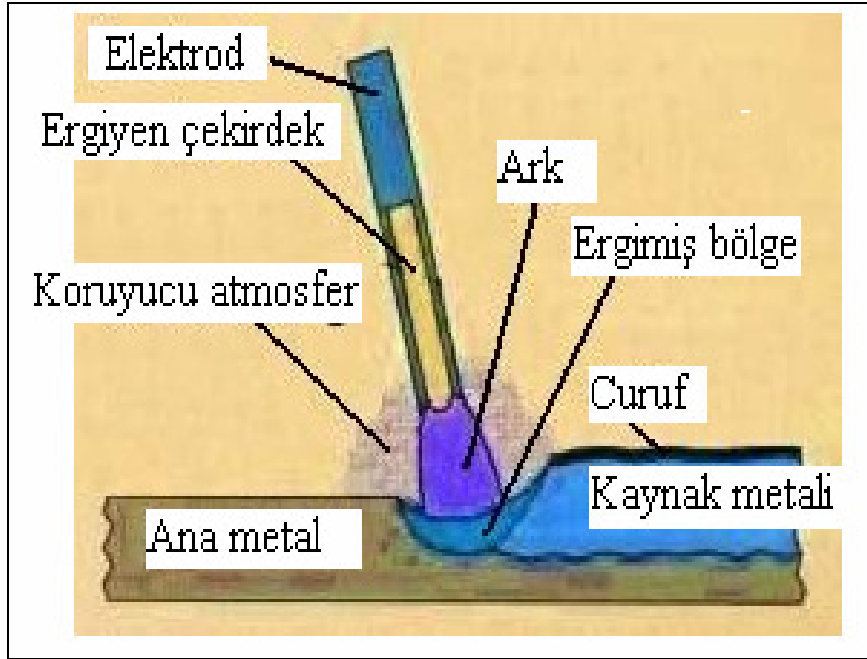 Elektrod
Ergiyen çekirdek
Ark
Ergimiş bölge
Koruyucu atmosfer
Curuf
Kaynak metali
Ana metal